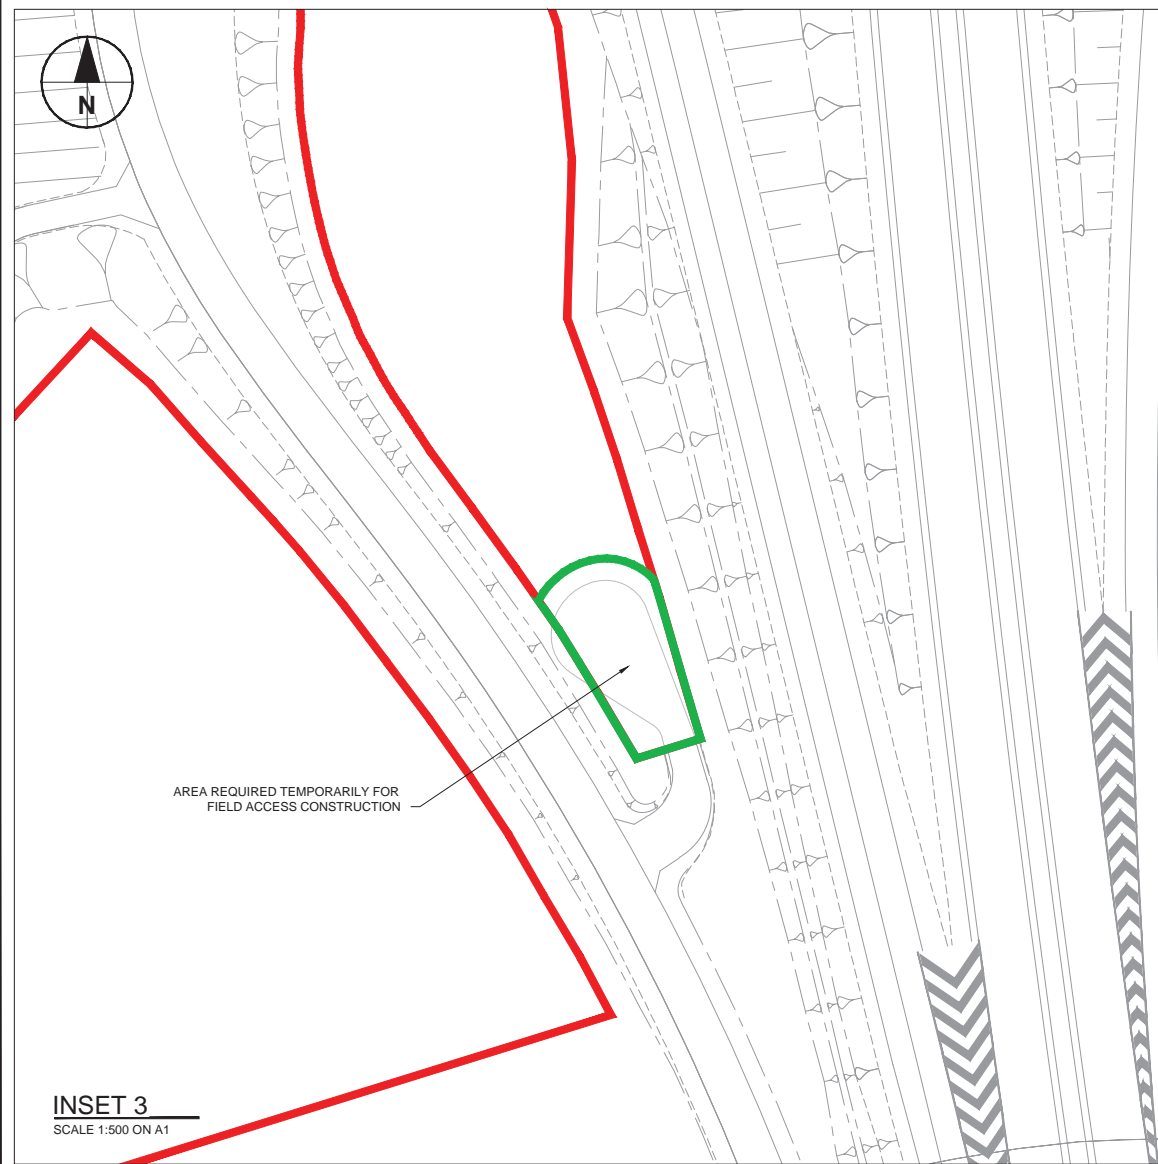 N
AREA REQUIRED TEMPORARILY FOR
FIELD ACCESS CONSTRUCTION
INSET 3
SCALE 1:500 ON A1